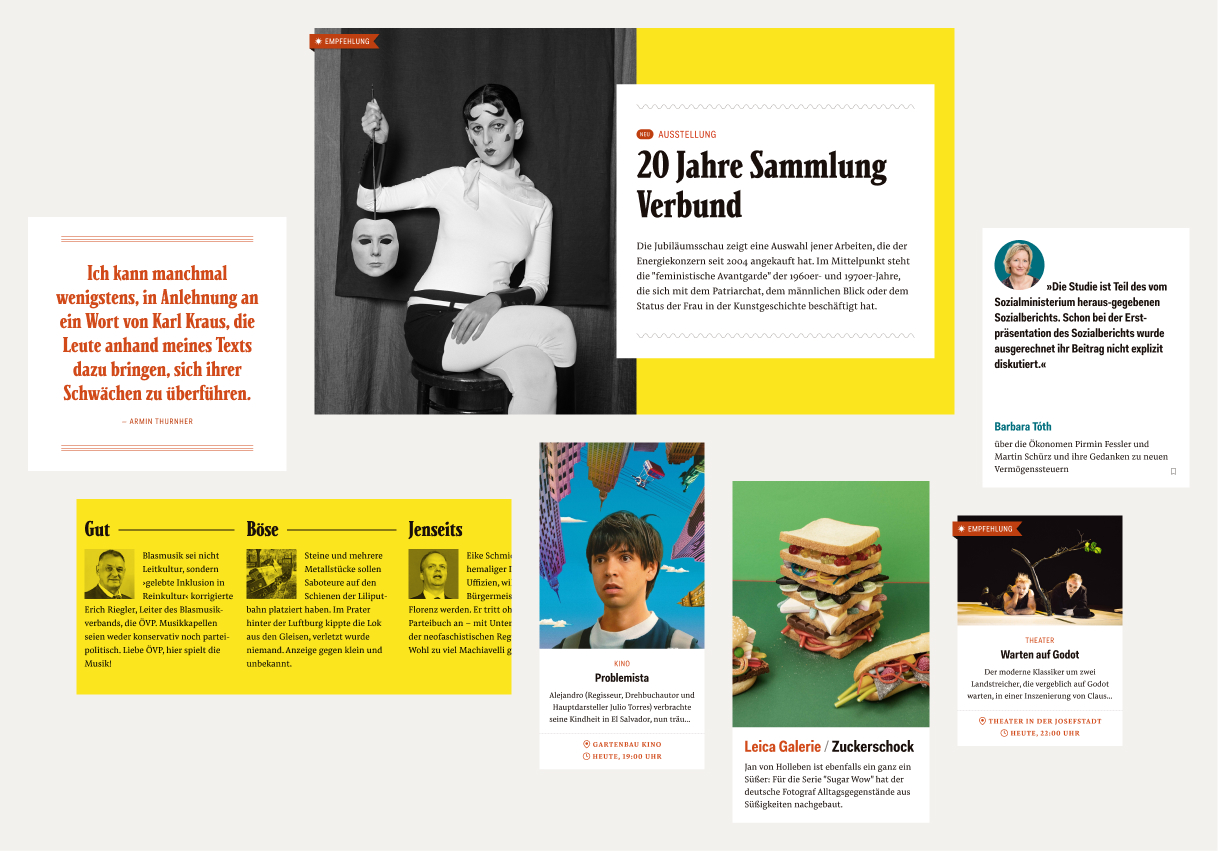 EMPFEHLUNG
NEU AUSSTELLUNG
20 Jahre Sammlung
Verbund
Die Jubiläumsschau zeigt eine Auswahl jener Arbeiten, die der
Energiekonzern seit 2004 angekauft hat. Im Mittelpunkt steht
die "feministische Avantgarde" der 1960er- und 1970er-Jahre,
die sich mit dem Patriarchat, dem männlichen Blick oder dem
Status der Frau in der Kunstgeschichte beschäftigt hat.
Ich kann manchmal
wenigstens, in Anlehnung an
ein Wort von Karl Kraus, die
Leute anhand meines Texts
dazu bringen, sich ihrer
Schwächen zu überführen.
– ARMIN THURNHER
»Die Studie ist Teil des vom
Sozialministerium heraus-gegebenen
Sozialberichts. Schon bei der Erst-
präsentation des Sozialberichts wurde
ausgerechnet ihr Beitrag nicht explizit
diskutiert.«
Barbara Tóth
über die Ökonomen Pirmin Fessler und
Martin Schürz und ihre Gedanken zu neuen
Vermögenssteuern
Gut
Blasmusik sei nicht
Leitkultur, sondern
›gelebte Inklusion in
Reinkultur‹ korrigierte
Erich Riegler, Leiter des Blasmusik-
verbands, die ÖVP. Musikkapellen
seien weder konservativ noch partei-
politisch. Liebe ÖVP, hier spielt die
Musik!
Böse
Steine und mehrere
Metallstücke sollen
Saboteure auf den
Schienen der Liliput-
bahn platziert haben. Im Prater
hinter der Luftburg kippte die Lok
aus den Gleisen, verletzt wurde
niemand. Anzeige gegen klein und
unbekannt.
Jenseits
Eike Schmi
hemaliger
Uffizien, wi
Bürgermeis
Florenz werden. Er tritt oh
Parteibuch an – mit Unter
der neofaschistischen Reg
Wohl zu viel Machiavelli g
KINO
Problemista
Alejandro (Regisseur, Drehbuchautor und
Hauptdarsteller Julio Torres) verbrachte
seine Kindheit in El Salvador, nun träu...
GARTENBAU KINO
HEUTE, 19:00 UHR
Leica Galerie / Zuckerschock
Jan von Holleben ist ebenfalls ein ganz ein
Süßer: Für die Serie "Sugar Wow" hat der
deutsche Fotograf Alltagsgegenstände aus
Süßigkeiten nachgebaut.
EMPFEHLUNG
THEATER
Warten auf Godot
Der moderne Klassiker um zwei
Landstreicher, die vergeblich auf Godot
warten, in einer Inszenierung von Claus...
THEATER IN DER JOSEFSTADT
HEUTE, 22:00 UHR